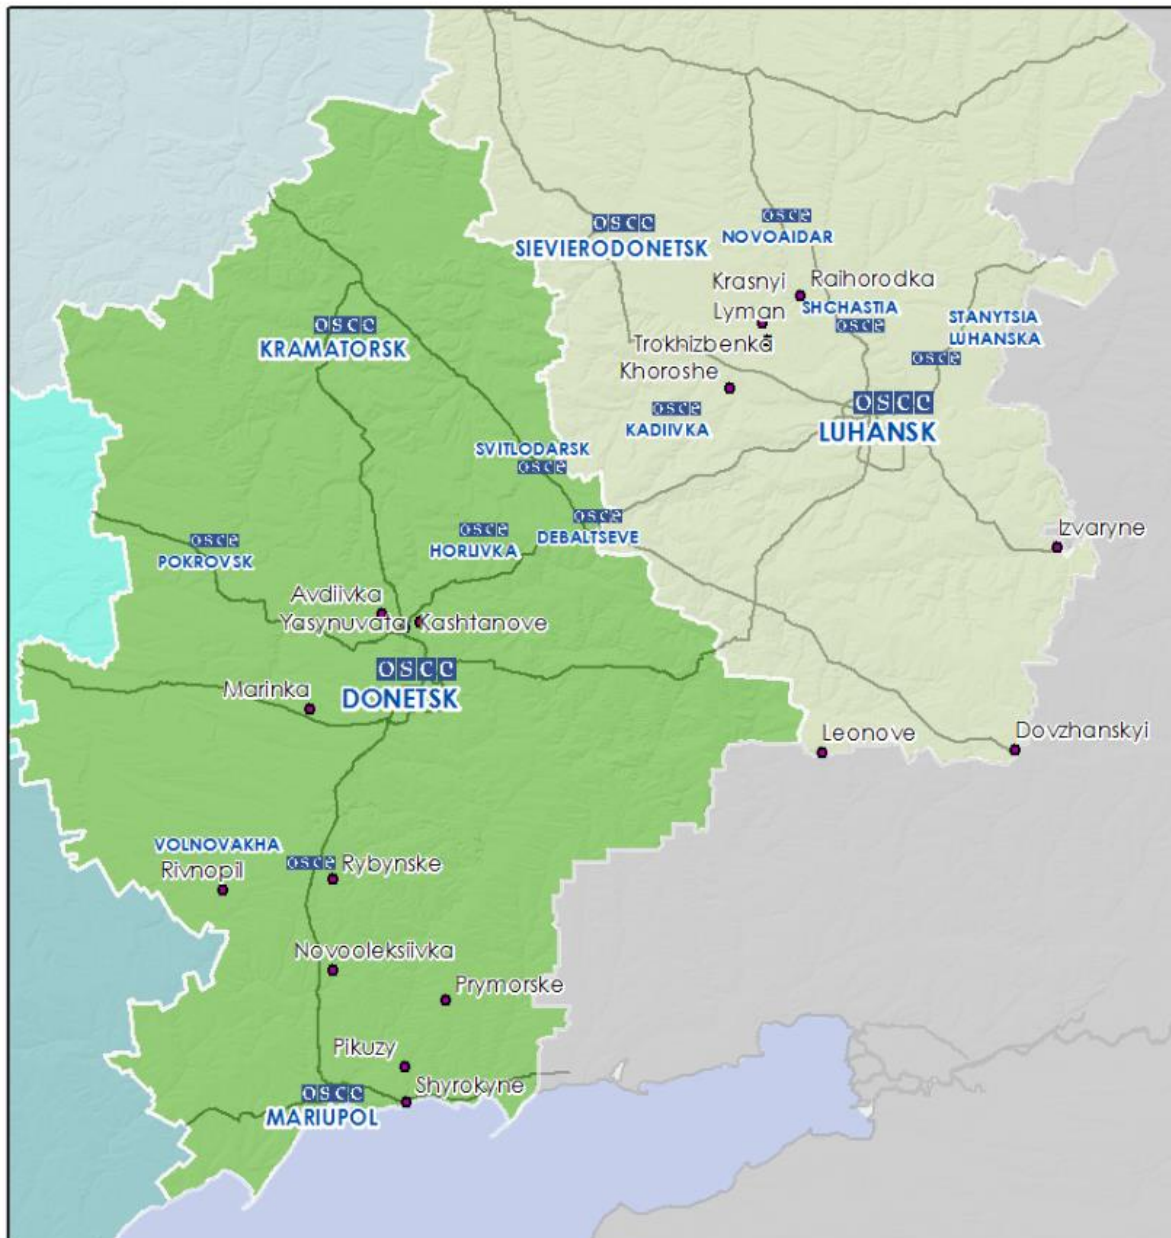 osce
NOVOAIDAR
OSCE
SIEVIERODONETSK
Krasnyi
Lyman
Raihorodka
SHCHASTIA
osce
STANYTSIA
LUHANSKA
osce
OSCE
KRAMATORSK
Trokhizbenka
Khoroshe
osce
KADIIVKA
OSCE
LUHANSK
SVITLODARSK
osce
osce
DEBALTSEVE
osce
HORLIVKA
osce
POKROVSK
Izvaryne
Avdiivka
Yasynuvata
Kashtanove
OSCE
DONETSK
Marinka
Leonove
Dovzhanskyi
VOLNOVAKHA
osce
Rivnopil
Rybynske
Novooleksiivka
Prymorske
Pikuzy
Shyrokyne
OSCE
MARIUPOL